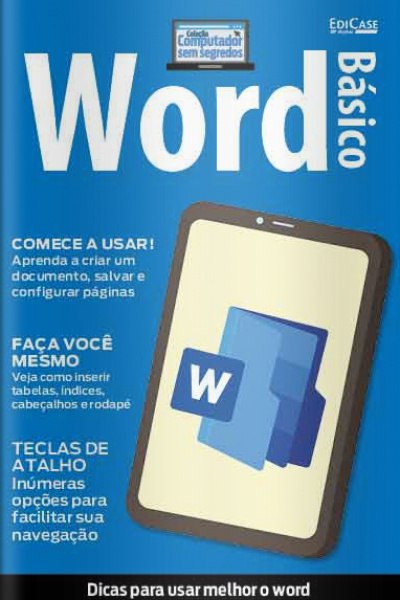 Coleção
Computador
sem segredos
EDICASE
Word
Básico
COMECE A USAR!
Aprenda a criar um
documento, salvar e
configurar páginas
FAÇA VOCÊ
MESMO
Veja como inserir
tabelas, índices,
cabeçalhos e rodapé
TECLAS DE
ATALHO
Inúmeras
opções para
facilitar sua
navegação
W
Dicas para usar melhor o word